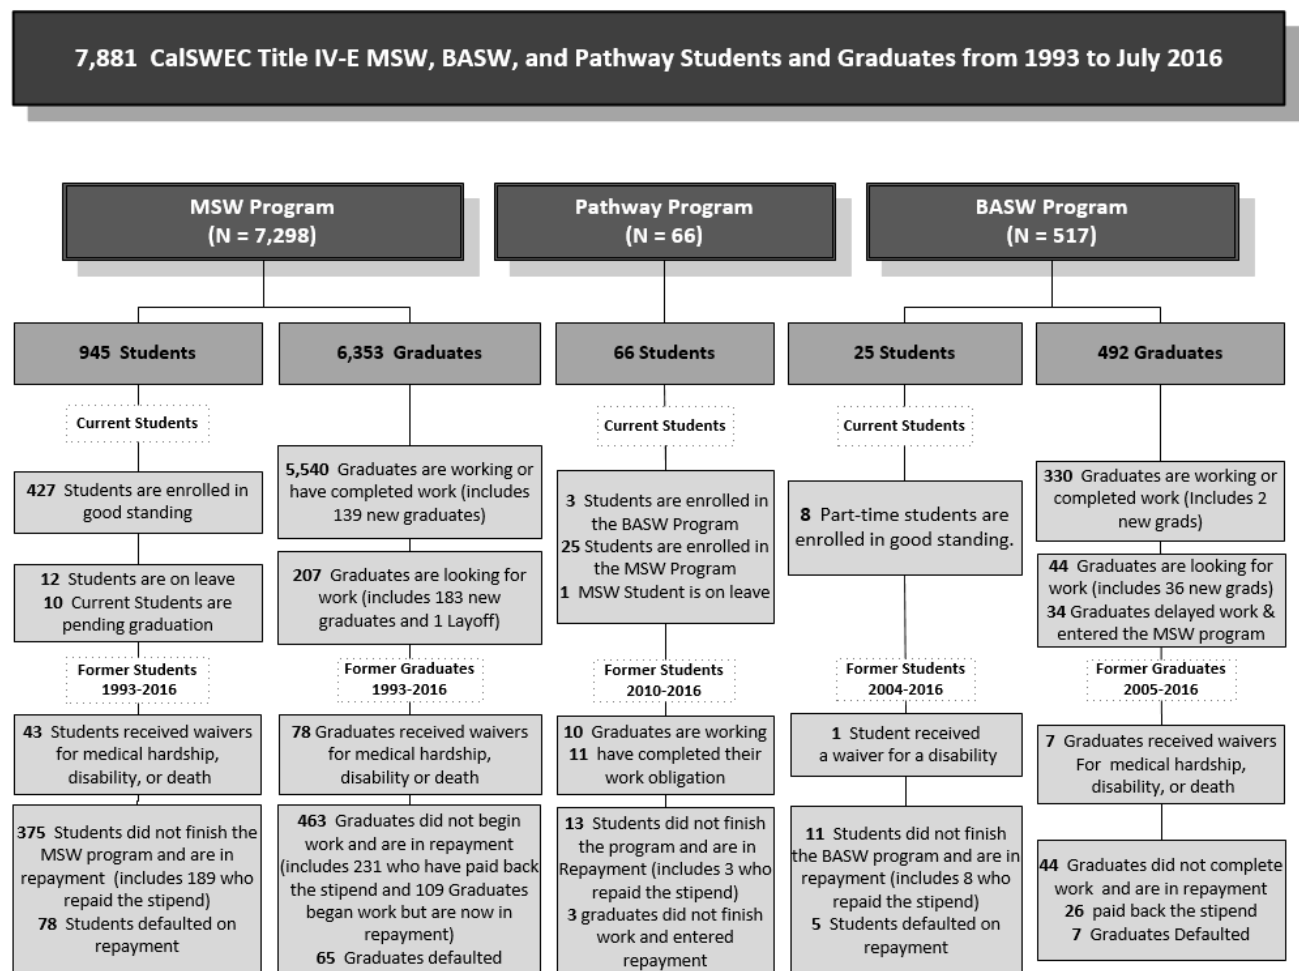 7,881 CalSWEC Title IV-E MSW, BASW, and Pathway Students and Graduates from 1993 to July 2016
MSW Program
(N = 7,298)
Pathway Program
(N = 66)
BASW Program
(N = 517)
945 Students
6,353 Graduates
66 Students
25 Students
492 Graduates
Current Students
427 Students are enrolled in
good standing
12 Students are on leave
10 Current Students are
pending graduation
Former Students
1993-2016
43 Students received waivers
for medical hardship,
disability, or death
375 Students did not finish the
MSW program and are in
repayment (includes 189 who
repaid the stipend)
78 Students defaulted on
repayment
5,540 Graduates are working or
have completed work (includes
139 new graduates)
207 Graduates are looking for
work (includes 183 new
graduates and 1 Layoff)
Former Graduates
1993-2016
78 Graduates received waivers
for medical hardship,
disability or death
463 Graduates did not begin
work and are in repayment
(includes 231 who have paid back
the stipend and 109 Graduates
began work but are now in
repayment)
65 Graduates defaulted
Current Students
3 Students are enrolled in
the BASW Program
25 Students are enrolled in
the MSW Program
1 MSW Student is on leave
Former Students
2010-2016
10 Graduates are working
11 have completed their
work obligation
13 Students did not finish
the program and are in
Repayment (includes 3 who
repaid the stipend)
3 graduates did not finish
work and entered
repayment
Current Students
8 Part-time students are
enrolled in good standing.
Former Students
2004-2016
1 Student received
a waiver for a disability
11 Students did not finish
the BASW program and are in
repayment (includes 8 who
repaid the stipend)
5 Students defaulted on
repayment
330 Graduates are working or
completed work (Includes 2
new grads)
44 Graduates are looking for
work (includes 36 new grads)
34 Graduates delayed work &
entered the MSW program
Former Graduates
2005-2016
7 Graduates received waivers
For medical hardship,
disability, or death
44 Graduates did not complete
work and are in repayment
26 paid back the stipend
7 Graduates Defaulted